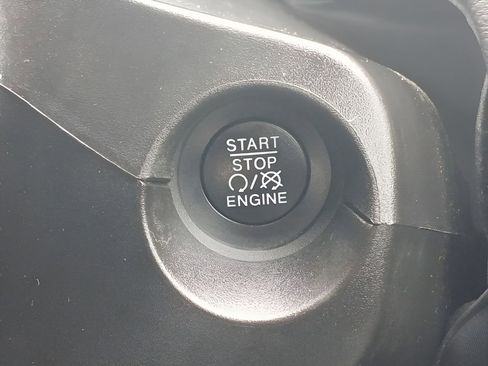 START
STOP
/
ENGINE